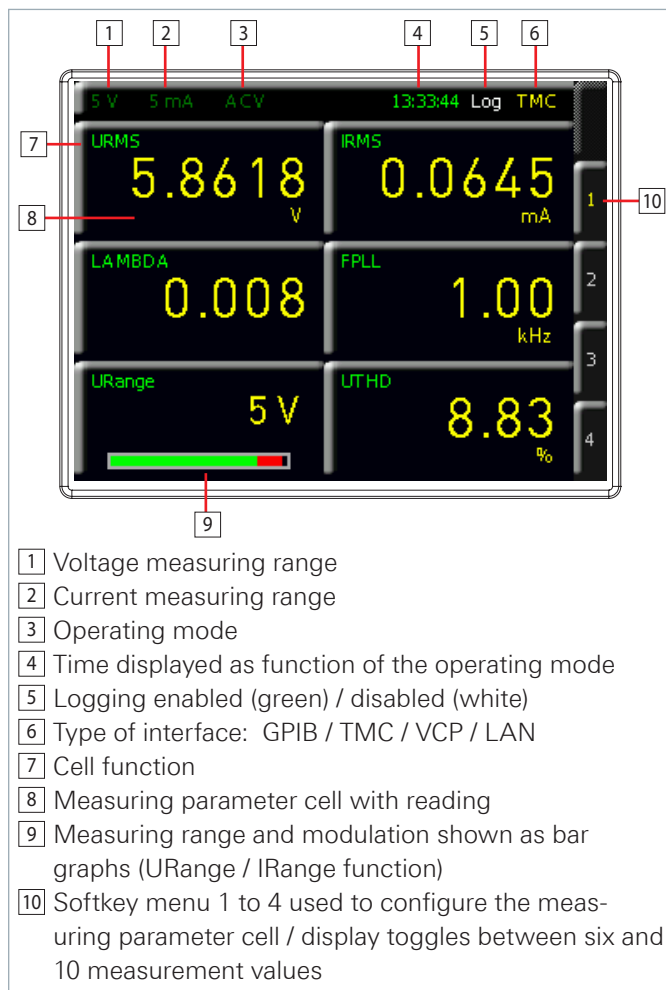 1 2 3 4 5 6
5 V 5 mA ACV 13:33:44 Log TMC
7 URMS IRMS
5.8618 0.0645 1 10
8 V mA
LAMBDA FPLL 2
0.008 1.00
kHz
3
URange UTHD
5 V 8.83 4
%
9
1 Voltage measuring range
2 Current measuring range
3 Operating mode
4 Time displayed as function of the operating mode
5 Logging enabled (green) / disabled (white)
6 Type of interface: GPIB / TMC / VCP / LAN
7 Cell function
8 Measuring parameter cell with reading
9 Measuring range and modulation shown as bar
graphs (URange / IRange function)
10 Softkey menu 1 to 4 used to configure the meas-
uring parameter cell / display toggles between six and
10 measurement values